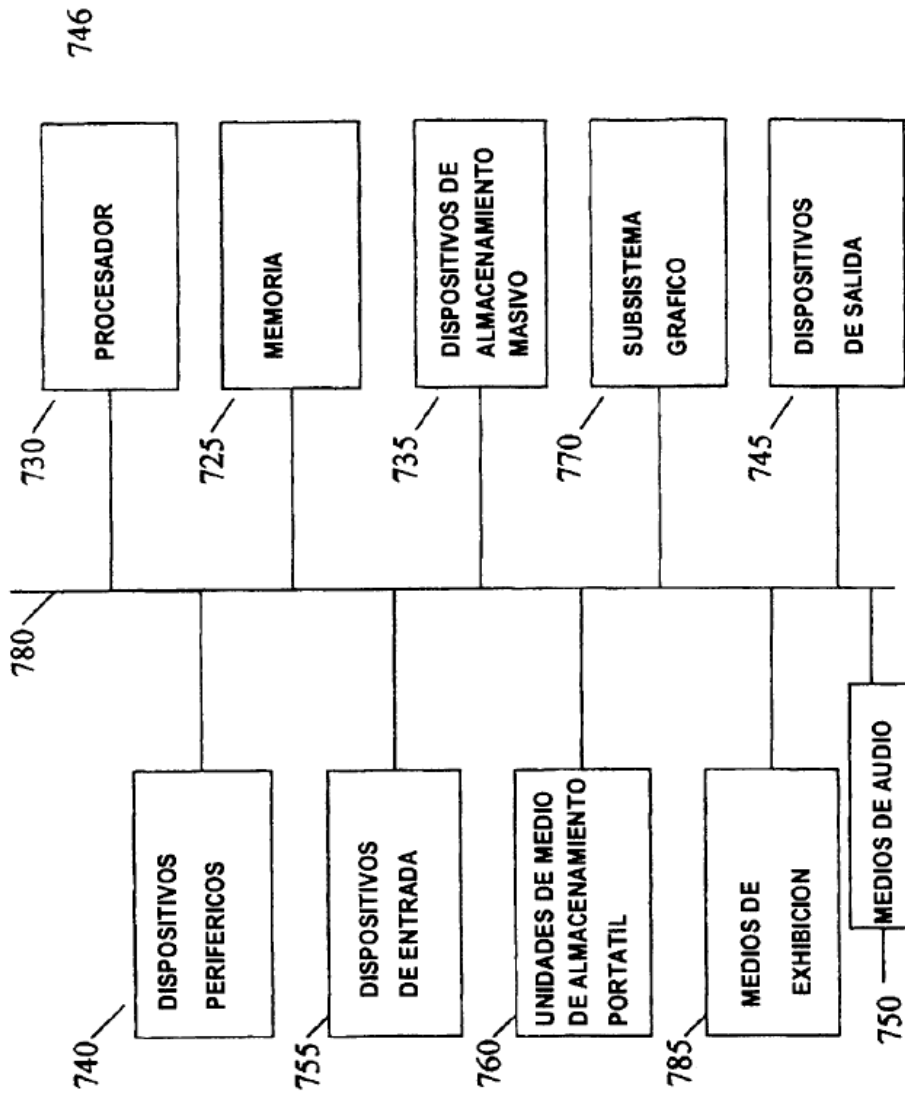 746
730
PROCESADOR
725
MEMORIA
735
DISPOSITIVOS DE
ALMACENAMIENTO
MASIVO
770
SUBSISTEMA
GRAFICO
745
DISPOSITIVOS
DE SALIDA
780
740
DISPOSITIVOS
PERIFERICOS
755
DISPOSITIVOS
DE ENTRADA
760
UNIDADES DE MEDIO
DE ALMACENAMIENTO
PORTATIL
785
MEDIOS DE
EXHIBICION
750
MEDIOS DE AUDIO